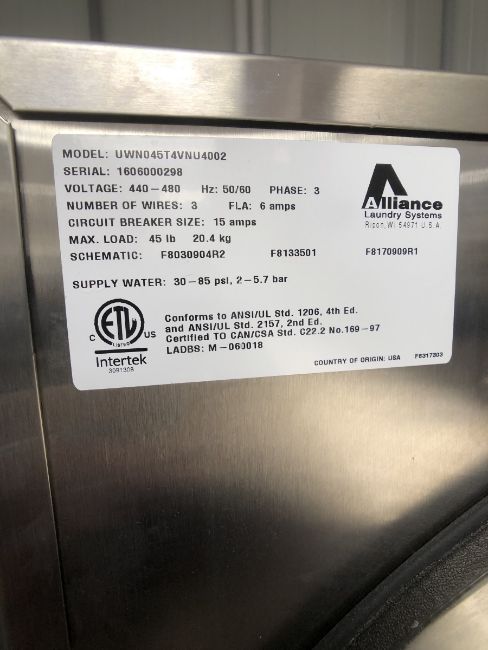 MODEL: UWN045T4VNU4002
SERIAL: 1606000298
VOLTAGE: 440-480 Hz: 50/60 PHASE: 3
NUMBER OF WIRES: 3 FLA: 6 amps
CIRCUIT BREAKER SIZE: 15 amps
MAX. LOAD: 45 lb 20.4 kg
SCHEMATIC: F8030904R2 F8133501 F8170909R1
SUPPLY WATER: 30-85 psi, 2-5.7 bar
Alliance
Laundry Systems
Ripon, WI 54971 U.S.A.
C ETL US
LISTED
Intertek
3091308
Conforms to ANSI/UL Std. 1206, 4th Ed.
and ANSI/UL Std. 2157, 2nd Ed.
Certified TO CAN/CSA Std. C22.2 No.169-97
LADBS: M-060018
COUNTRY OF ORIGIN: USA F8317303